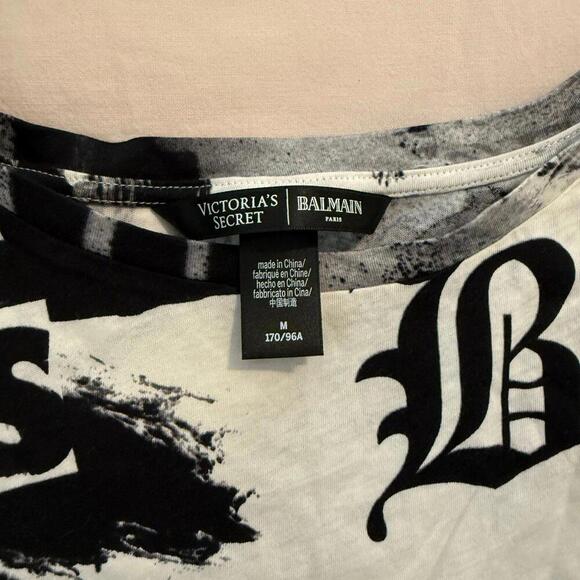 VICTORIA'S SECRET | BALMAIN
PARIS
made in China/
fabriqué en Chine/
hecho en China/
fabbricato in Cina/
中国制造
M
170/96A
S
B